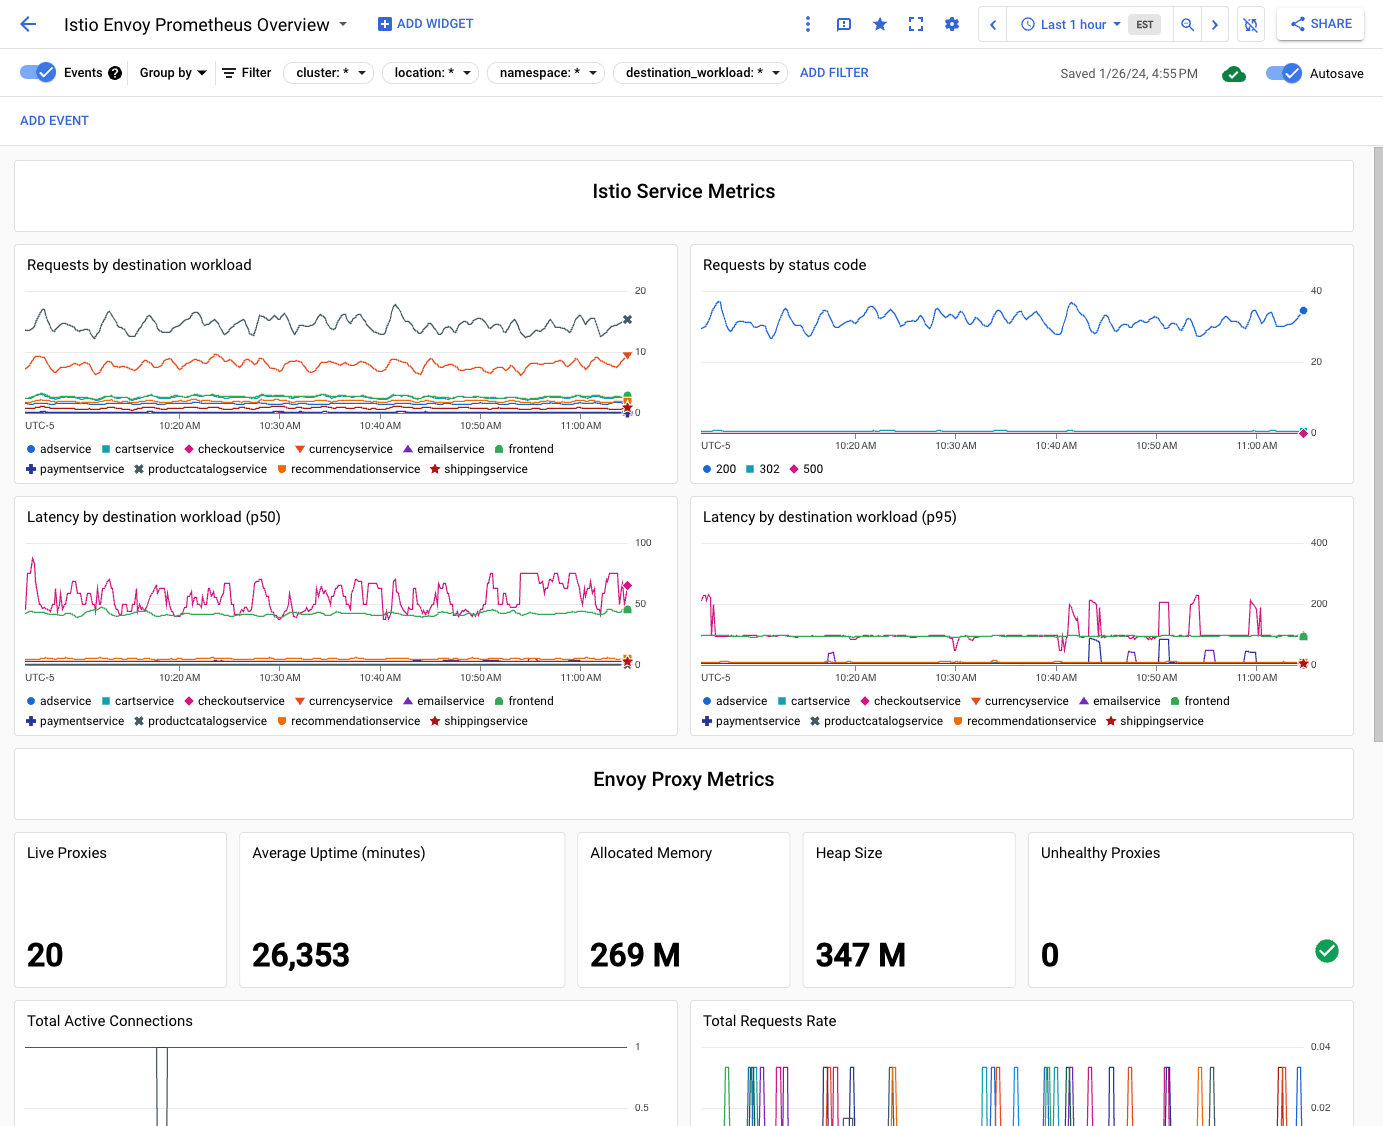 Istio Envoy Prometheus Overview ADD WIDGET Last 1 hour EST SHARE
Events Group by Filter cluster: * location: * namespace: * destination_workload: * ADD FILTER Saved 1/26/24, 4:55 PM Autosave
ADD EVENT
Istio Service Metrics
Requests by destination workload
20
10
0
UTC-5 10:20 AM 10:30 AM 10:40 AM 10:50 AM 11:00 AM
adservice cartservice checkoutservice currencyservice emailservice frontend
paymentservice productcatalogservice recommendationservice shippingservice
Requests by status code
40
20
0
UTC-5 10:20 AM 10:30 AM 10:40 AM 10:50 AM 11:00 AM
200 302 500
Latency by destination workload (p50)
100
50
0
UTC-5 10:20 AM 10:30 AM 10:40 AM 10:50 AM 11:00 AM
adservice cartservice checkoutservice currencyservice emailservice frontend
paymentservice productcatalogservice recommendationservice shippingservice
Latency by destination workload (p95)
400
200
0
UTC-5 10:20 AM 10:30 AM 10:40 AM 10:50 AM 11:00 AM
adservice cartservice checkoutservice currencyservice emailservice frontend
paymentservice productcatalogservice recommendationservice shippingservice
Envoy Proxy Metrics
Live Proxies
20
Average Uptime (minutes)
26,353
Allocated Memory
269 M
Heap Size
347 M
Unhealthy Proxies
0
Total Active Connections
1
0.5
Total Requests Rate
0.04
0.02